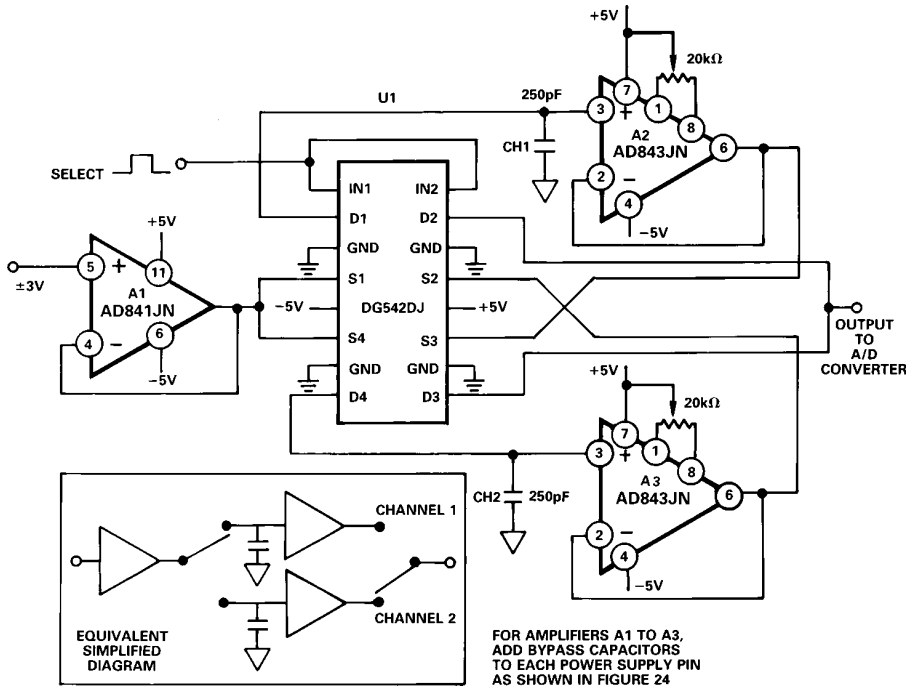 +5V
20kΩ
250pF
U1
7
3
+
1
A2
8
AD843JN
6
CH1
2
–
4
–5V
SELECT
IN1
IN2
D1
D2
GND
GND
+5V
S1
S2
5
+
11
A1
AD841JN
±3V
–5V
DG542DJ
+5V
4
–
6
–5V
S4
S3
GND
GND
D4
D3
OUTPUT
TO
A/D
CONVERTER
+5V
20kΩ
7
3
+
1
8
A3
AD843JN
6
CH2
250pF
2
–
4
–5V
CHANNEL 1
CHANNEL 2
EQUIVALENT
SIMPLIFIED
DIAGRAM
FOR AMPLIFIERS A1 TO A3,
ADD BYPASS CAPACITORS
TO EACH POWER SUPPLY PIN
AS SHOWN IN FIGURE 24